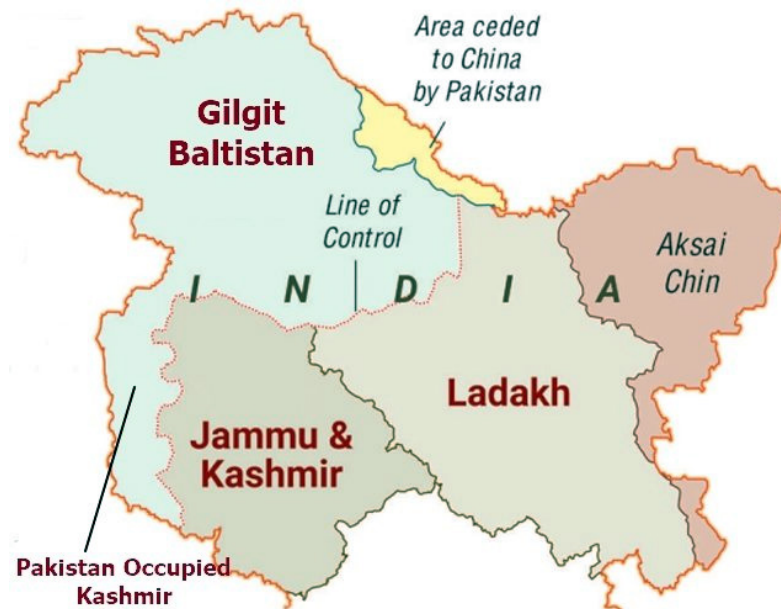 Area ceded
to China
by Pakistan
Gilgit
Baltistan
Line of
Control
Aksai
Chin
I N D I A
Ladakh
Jammu &
Kashmir
Pakistan Occupied
Kashmir